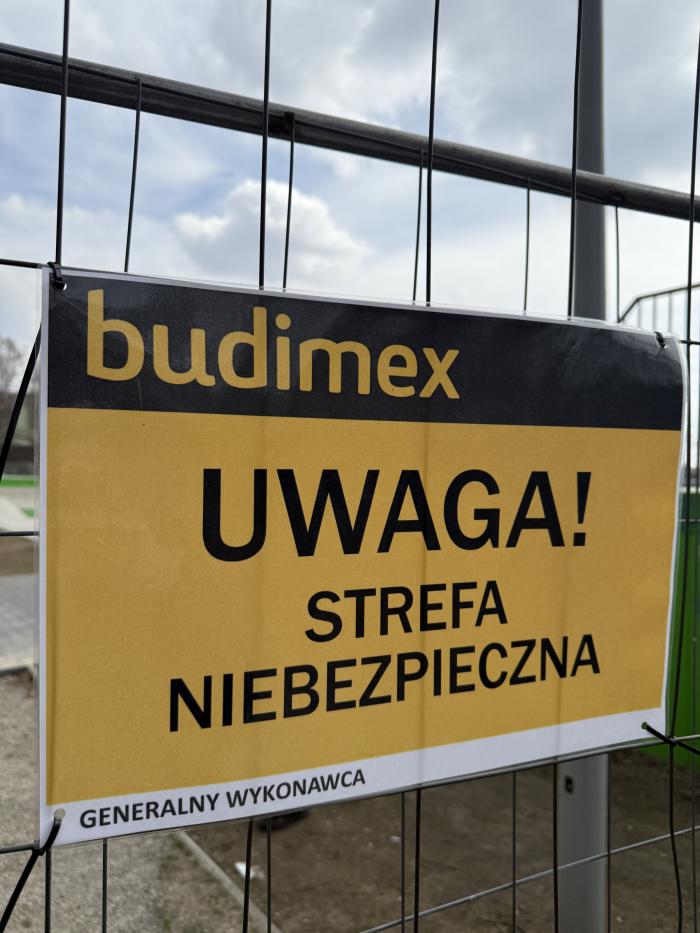 budimex
UWAGA!
STREFA
NIEBEZPIECZNA
GENERALNY WYKONAWCA